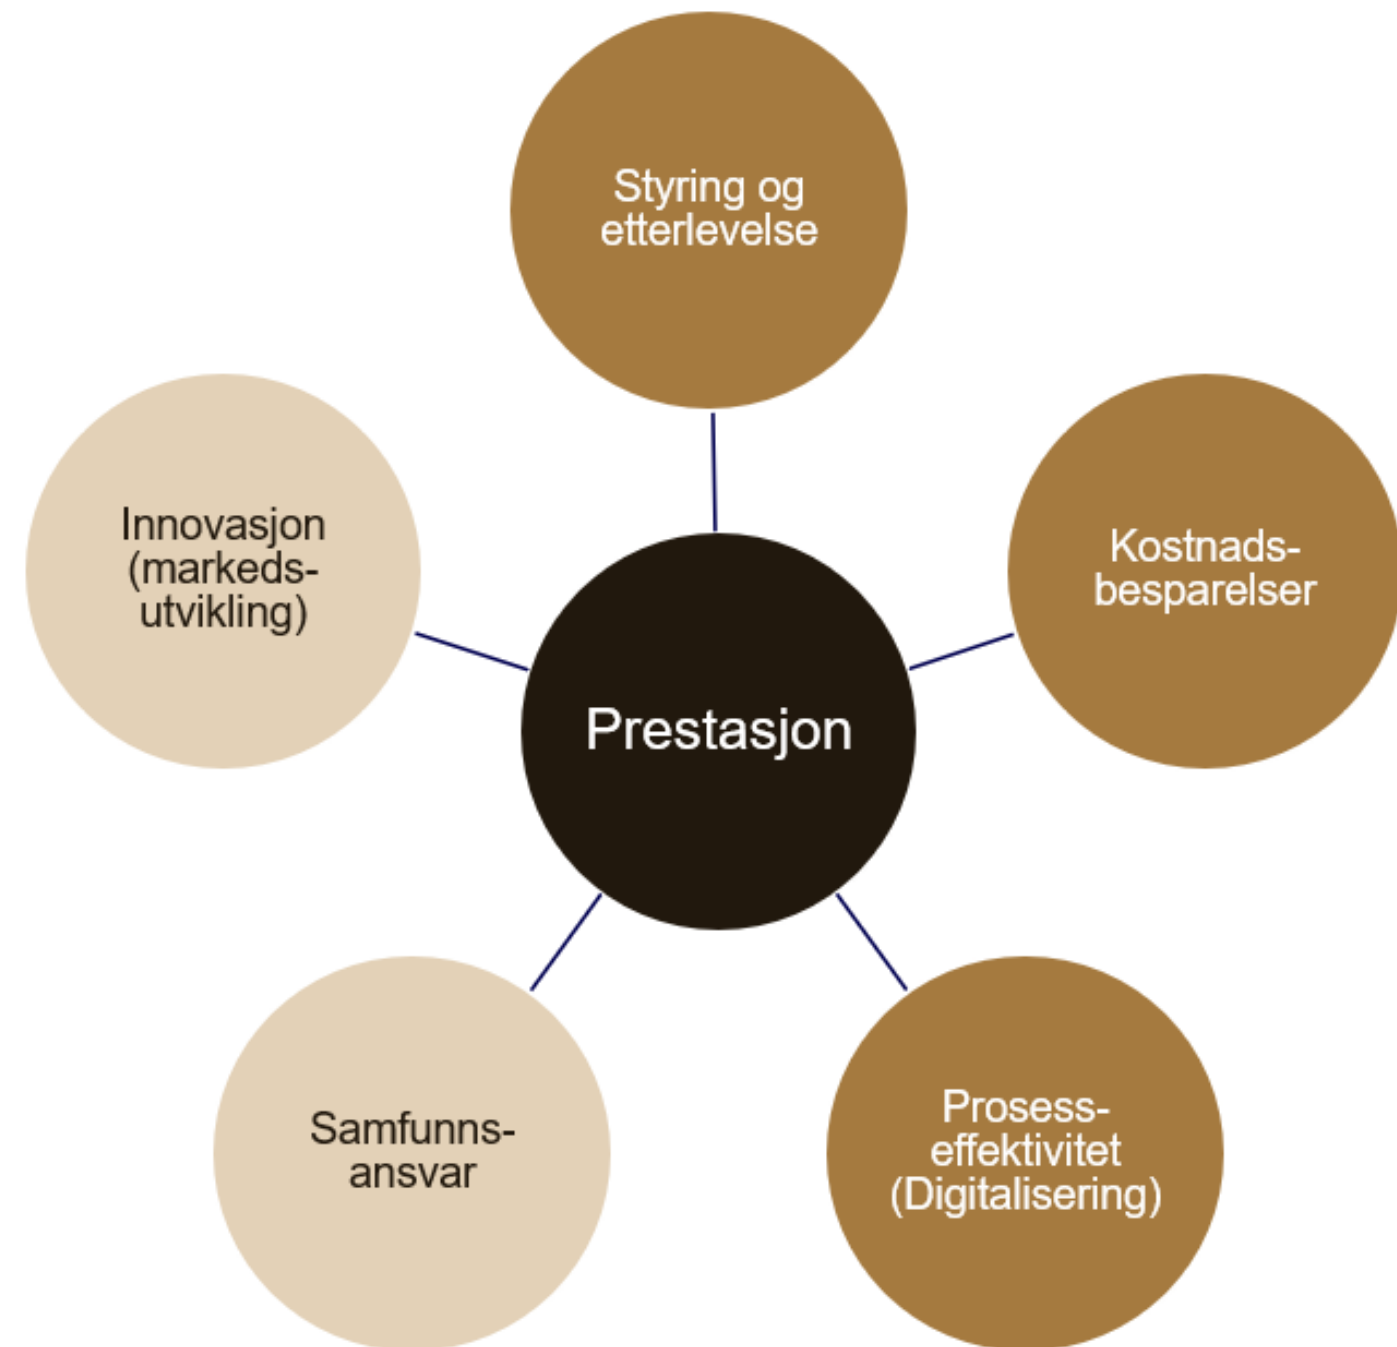 Styring og
etterlevelse
Innovasjon
(markeds-
utvikling)
Kostnads-
besparelser
Prestasjon
Samfunns-
ansvar
Prosess-
effektivitet
(Digitalisering)